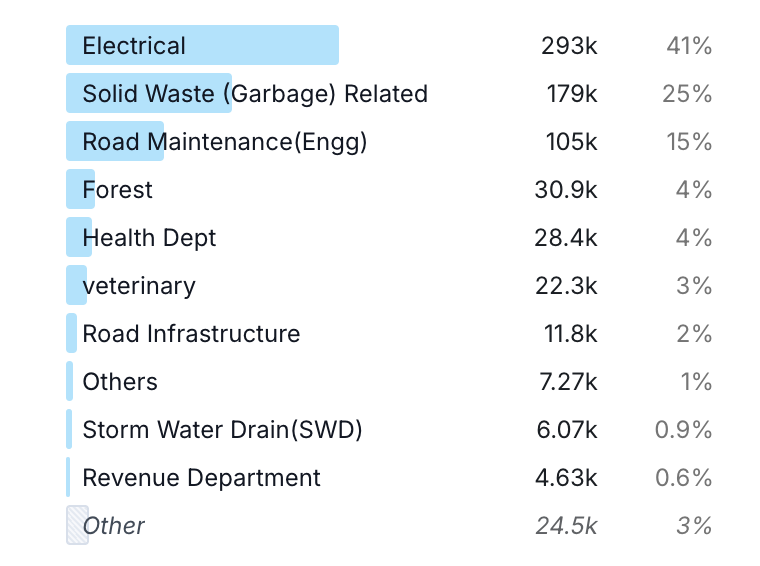 Electrical 293k 41%
Solid Waste (Garbage) Related 179k 25%
Road Maintenance(Engg) 105k 15%
Forest 30.9k 4%
Health Dept 28.4k 4%
veterinary 22.3k 3%
Road Infrastructure 11.8k 2%
Others 7.27k 1%
Storm Water Drain(SWD) 6.07k 0.9%
Revenue Department 4.63k 0.6%
Other 24.5k 3%